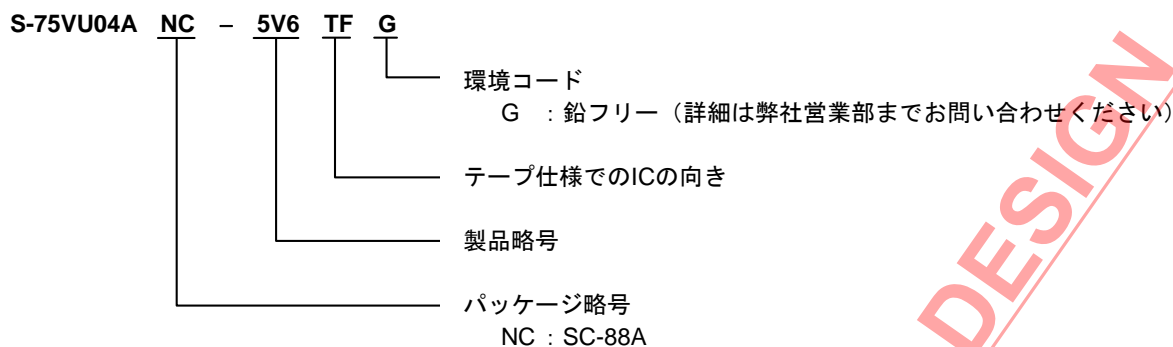 S-75VU04A NC – 5V6 TF G
環境コード
G : 鉛フリー（詳細は弊社営業部までお問い合わせください）
テープ仕様でのICの向き
製品略号
パッケージ略号
NC : SC-88A
DESIGN